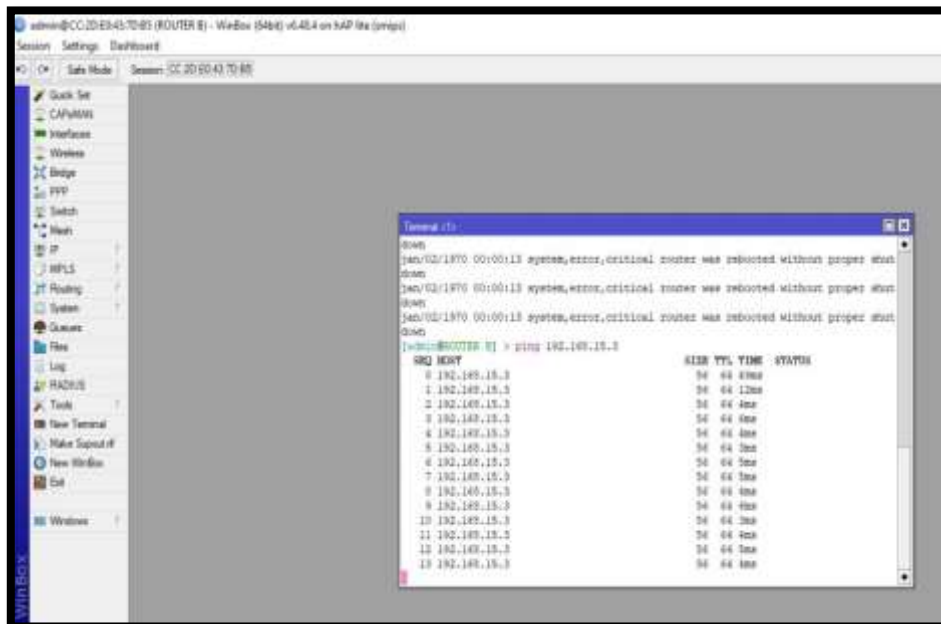 admin@CC:2D:E0:43:7D:B5 (ROUTER B) - WinBox (64bit) v6.48.4 on hAP lite (smips)
Session Settings Dashboard
Safe Mode Session: CC:2D:E0:43:7D:B5
Quick Set
CAPsMAN
Interfaces
Wireless
Bridge
PPP
Switch
Mesh
IP
MPLS
Routing
System
Queues
Files
Log
RADIUS
Tools
New Terminal
Make Supout.rif
New WinBox
Exit
Windows
WinBox
Terminal <1>
down
jan/02/1970 00:00:13 system,error,critical router was rebooted without proper shut
down
jan/02/1970 00:00:13 system,error,critical router was rebooted without proper shut
down
jan/02/1970 00:00:13 system,error,critical router was rebooted without proper shut
down
[admin@ROUTER B] > ping 192.168.15.3
SEQ HOST SIZE TTL TIME STATUS
0 192.168.15.3 56 64
1 192.168.15.3 56 64 12ms
2 192.168.15.3 56 64 4ms
3 192.168.15.3 56 64
4 192.168.15.3 56 64 4ms
5 192.168.15.3 56 64 3ms
6 192.168.15.3 56 64 5ms
7 192.168.15.3 56 64 5ms
8 192.168.15.3 56 64
9 192.168.15.3 56 64
10 192.168.15.3 56 64 3ms
11 192.168.15.3 56 64 4ms
12 192.168.15.3 56 64 5ms
13 192.168.15.3 56 64 4ms